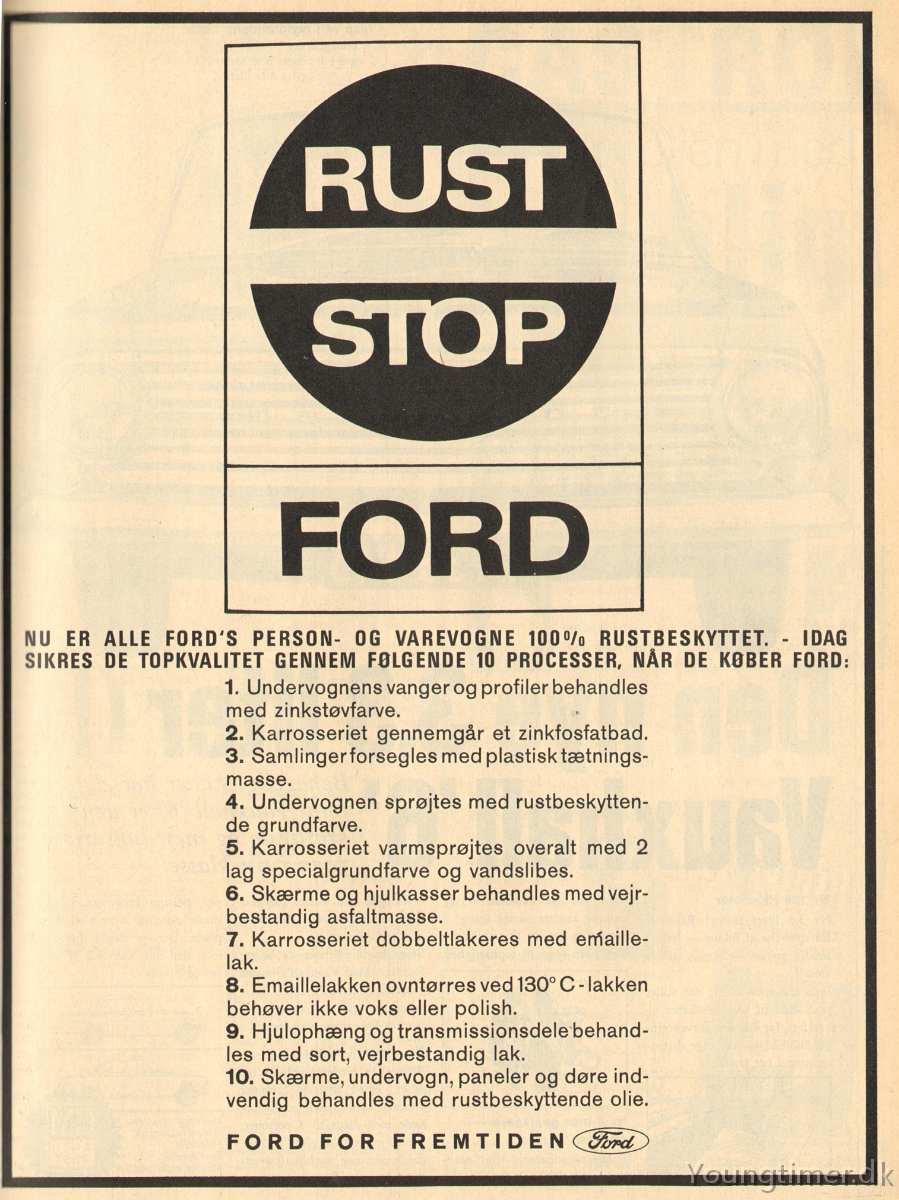 RUST
STOP
FORD
NU ER ALLE FORD'S PERSON- OG VAREVOGNE 100% RUSTBESKYTTET. - IDAG
SIKRES DE TOPKVALITET GENNEM FØLGENDE 10 PROCESSER, NÅR DE KØBER FORD:
1. Undervognens vanger og profiler behandles
med zinkstøvfarve.
2. Karrosseriet gennemgår et zinkfosfatbad.
3. Samlinger forsegles med plastisk tætnings-
masse.
4. Undervognen sprøjtes med rustbeskytten-
de grundfarve.
5. Karrosseriet varmsprøjtes overalt med 2
lag specialgrundfarve og vandslibes.
6. Skærme og hjulkasser behandles med vejr-
bestandig asfaltmasse.
7. Karrosseriet dobbeltlakeres med emaille-
lak.
8. Emaillelakken ovntørres ved 130° C - lakken
behøver ikke voks eller polish.
9. Hjulophæng og transmissionsdele behand-
les med sort, vejrbestandig lak.
10. Skærme, undervogn, paneler og døre ind-
vendig behandles med rustbeskyttende olie.
FORD FOR FREMTIDEN Ford
Youngtimer.dk